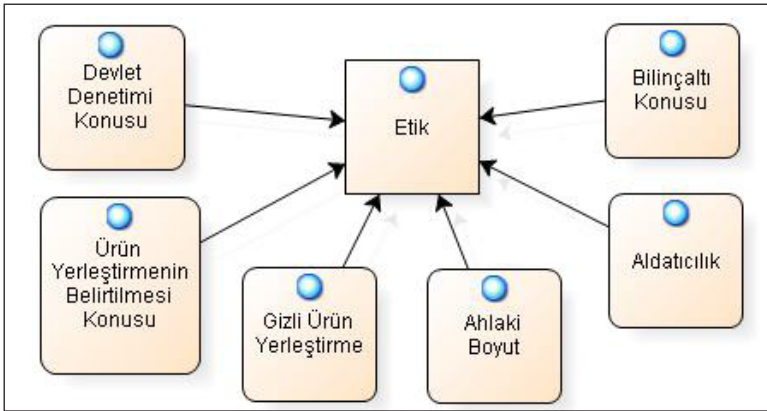 Devlet
Denetimi
Konusu
Etik
Bilinçaltı
Konusu
Ürün
Yerleştirmenin
Belirtilmesi
Konusu
Gizli Ürün
Yerleştirme
Ahlaki
Boyut
Aldatıcılık